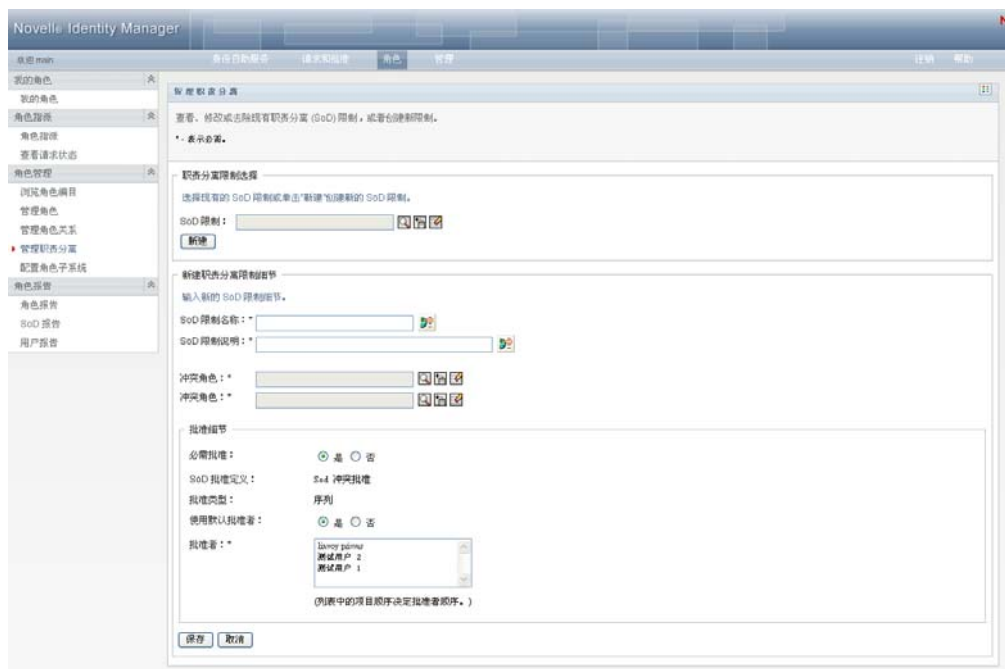 Novell® Identity Manager
N
欢迎 main
身份自助服务 请求和批准 角色 管理 注销 帮助
我的角色
我的角色
角色指派
角色指派
查看请求状态
角色管理
浏览角色编目
管理角色
管理角色关系
管理职责分离
配置角色子系统
角色报告
角色报告
SoD 报告
用户报告
管理职责分离
查看、修改或去除现有职责分离 (SoD) 限制，或者创建新限制。
* - 表示必需。
职责分离限制选择
选择现有的 SoD 限制或单击“新建”创建新的 SoD 限制。
SoD 限制：
新建
新建职责分离限制细节
输入新的 SoD 限制细节。
SoD 限制名称：*
SoD 限制说明：*
冲突角色：*
冲突角色：*
批准细节
必需批准： 是 否
SoD 批准定义： Sod 冲突批准
批准类型： 序列
使用默认批准者： 是 否
批准者：*
测试用户 2
测试用户 1
(列表中的项目顺序决定批准者顺序。)
保存 取消